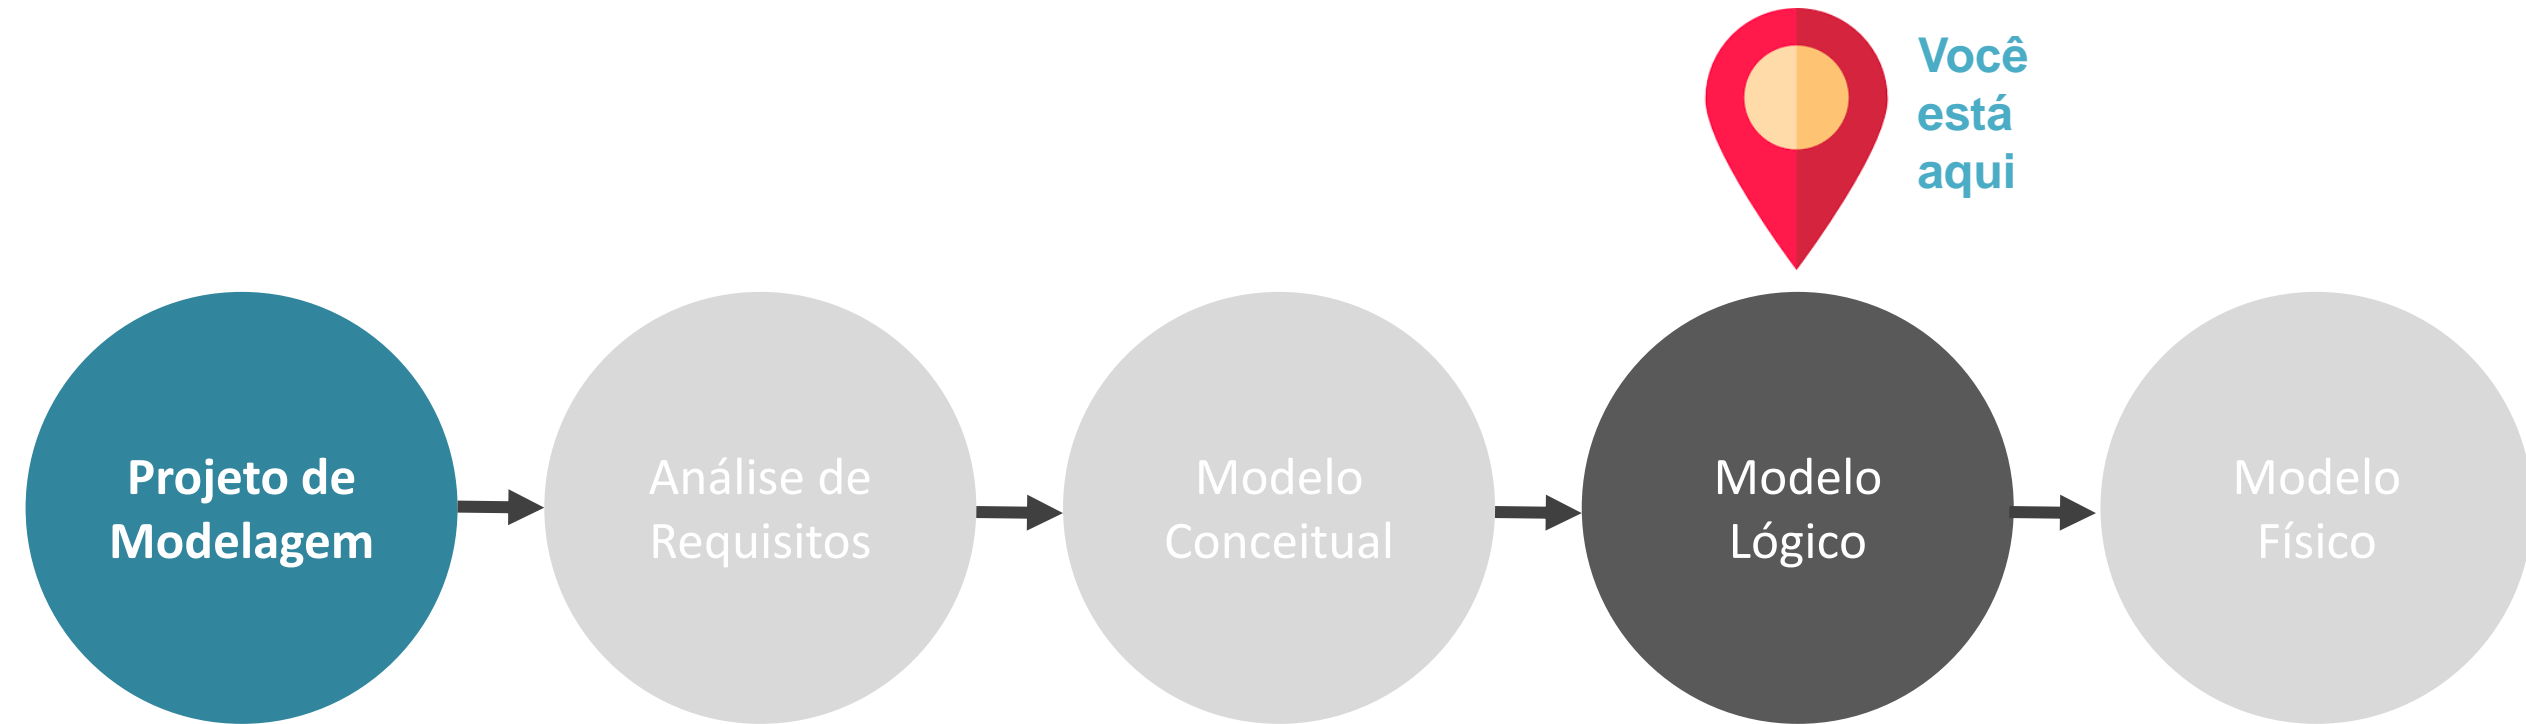 Você
está
aqui
Projeto de
Modelagem
Análise de
Requisitos
Modelo
Conceitual
Modelo
Lógico
Modelo
Físico